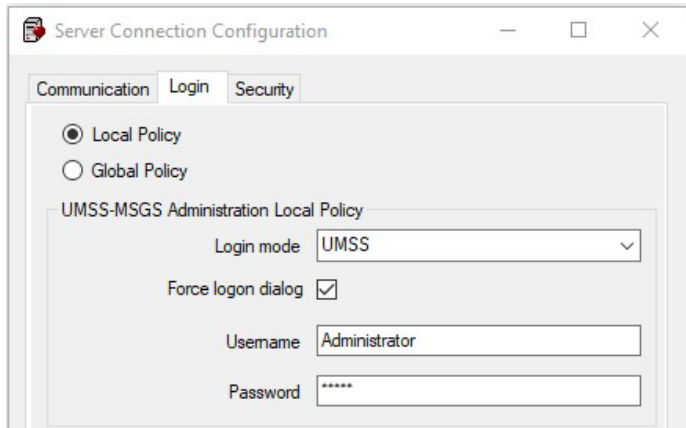 Server Connection Configuration
Communication Login Security
Local Policy
Global Policy
UMSS-MSGS Administration Local Policy
Login mode UMSS
Force logon dialog
Username Administrator
Password *****